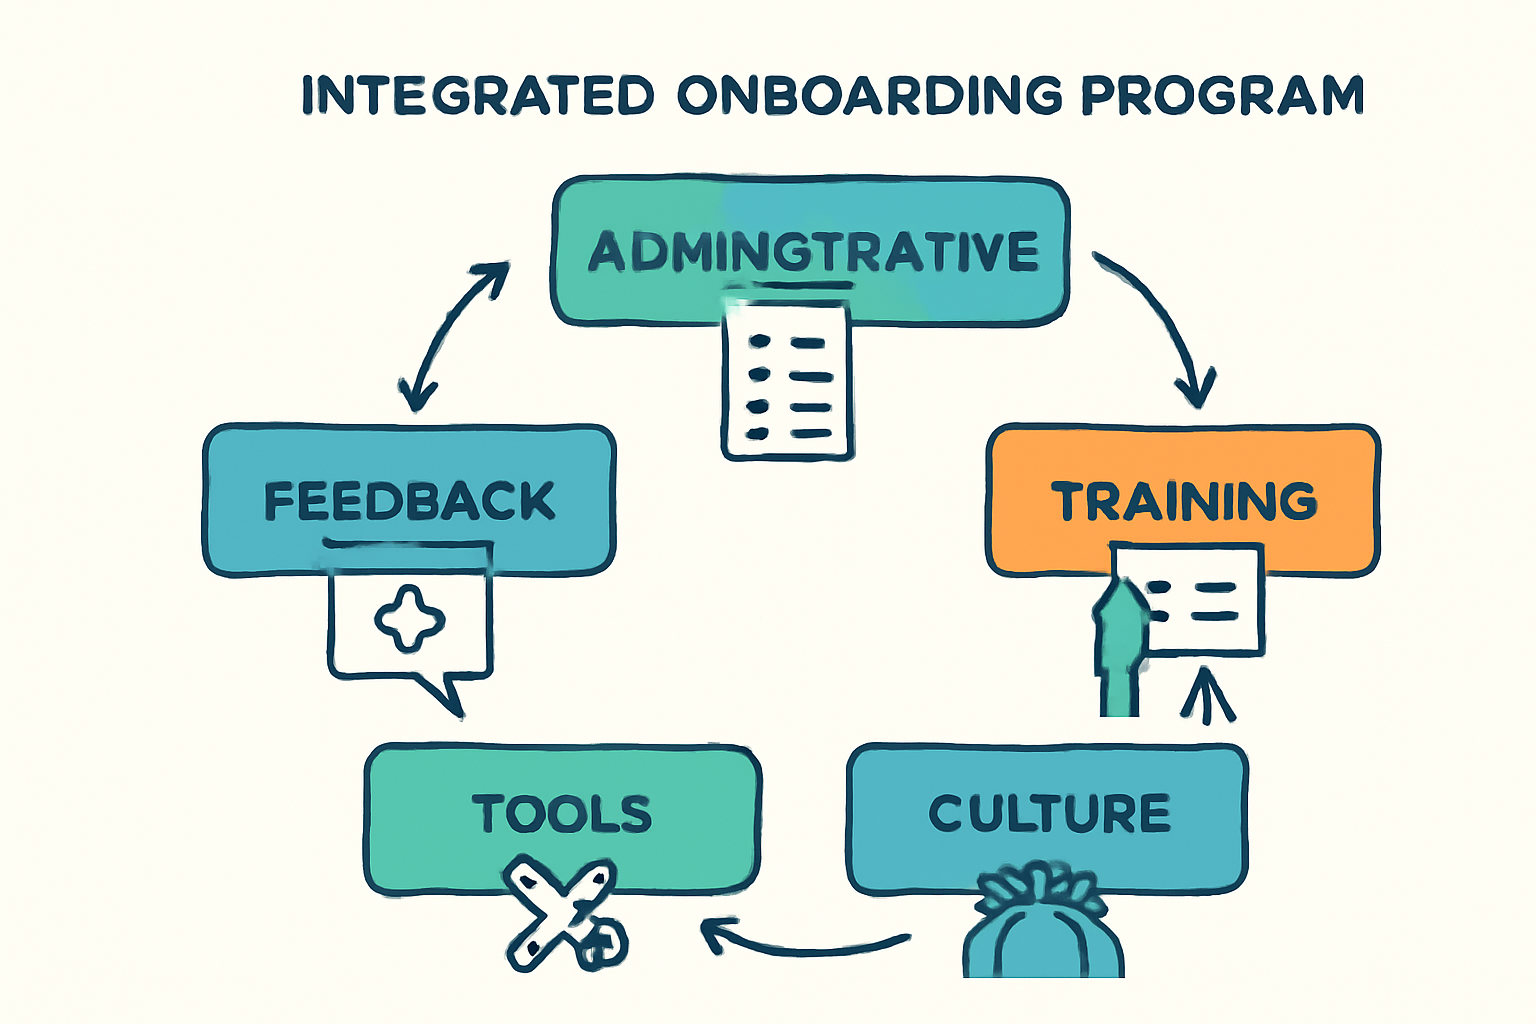 INTEGRATED ONBOARDING PROGRAM
ADMINGTRATIVE
FEEDBACK
TRAINING
TOOLS
CULTURE